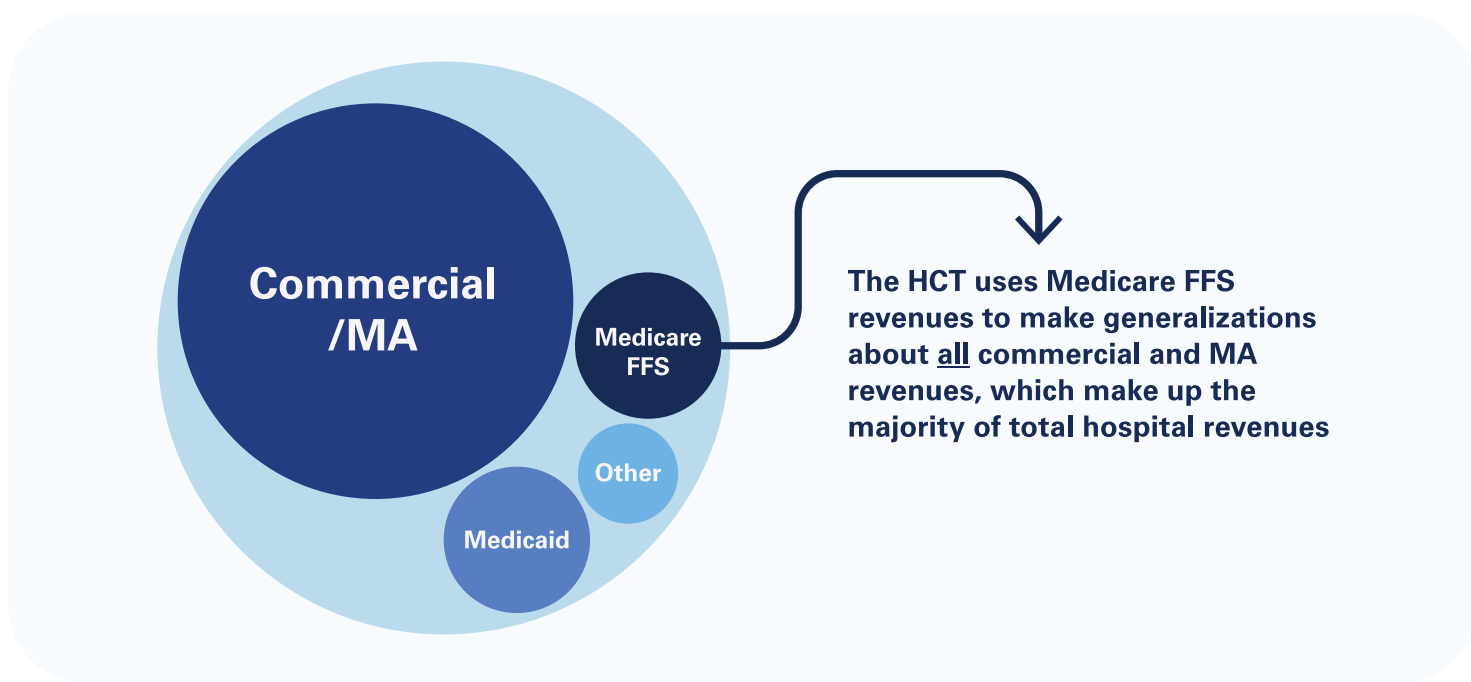 Commercial
/MA
Medicare
FFS
Other
Medicaid
The HCT uses Medicare FFS
revenues to make generalizations
about all commercial and MA
revenues, which make up the
majority of total hospital revenues